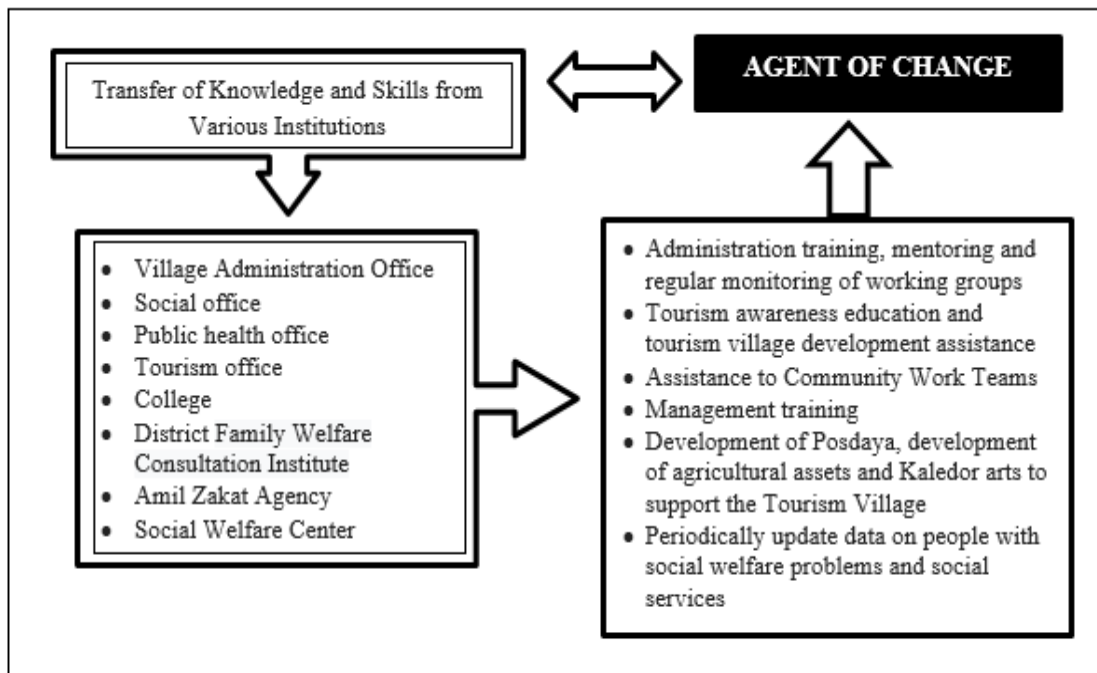 Transfer of Knowledge and Skills from
Various Institutions
AGENT OF CHANGE
• Village Administration Office
• Social office
• Public health office
• Tourism office
• College
• District Family Welfare
Consultation Institute
• Amil Zakat Agency
• Social Welfare Center
• Administration training, mentoring and
regular monitoring of working groups
• Tourism awareness education and
tourism village development assistance
• Assistance to Community Work Teams
• Management training
• Development of Posdaya, development
of agricultural assets and Kaledor arts to
support the Tourism Village
• Periodically update data on people with
social welfare problems and social
services